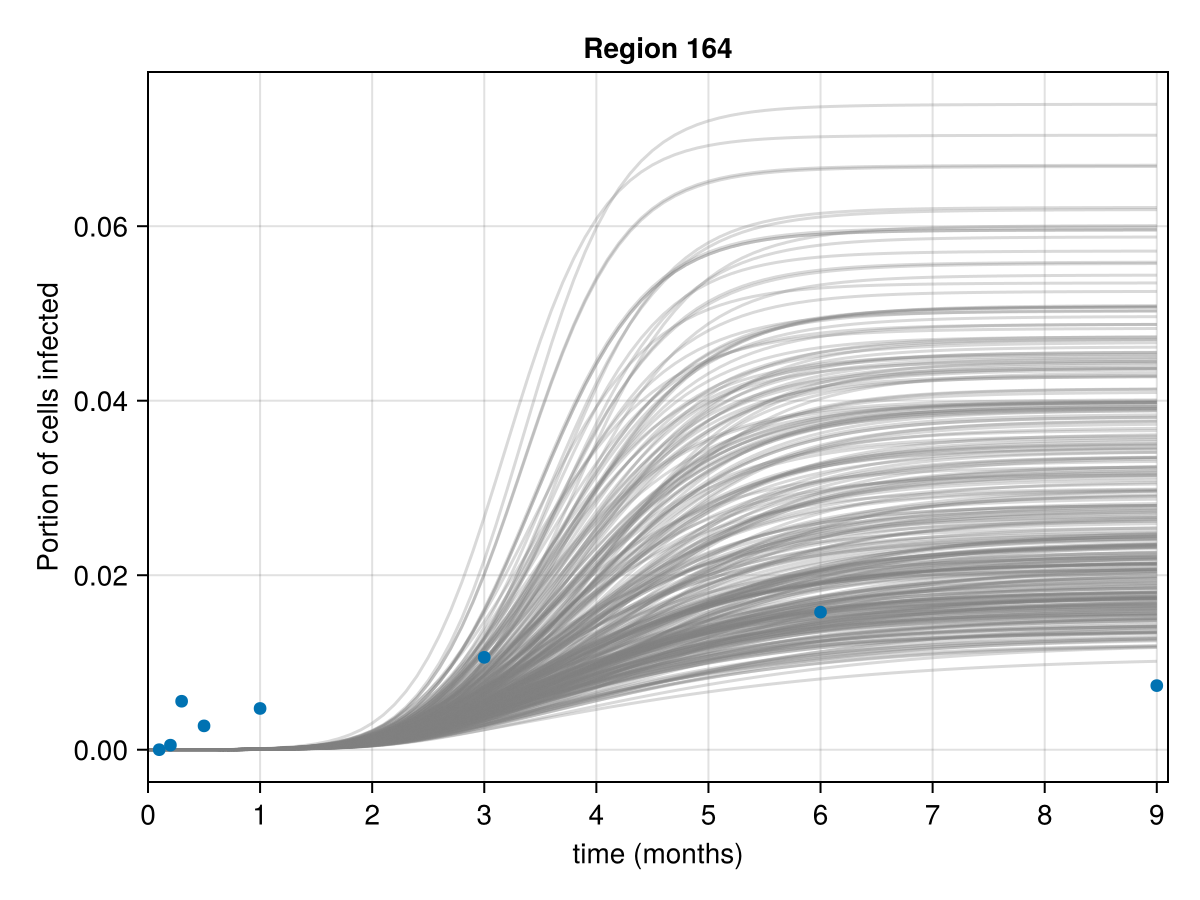 Region 164
Portion of cells infected
0.06
0.04
0.02
0.00
0 1 2 3 4 5 6 7 8 9
time (months)